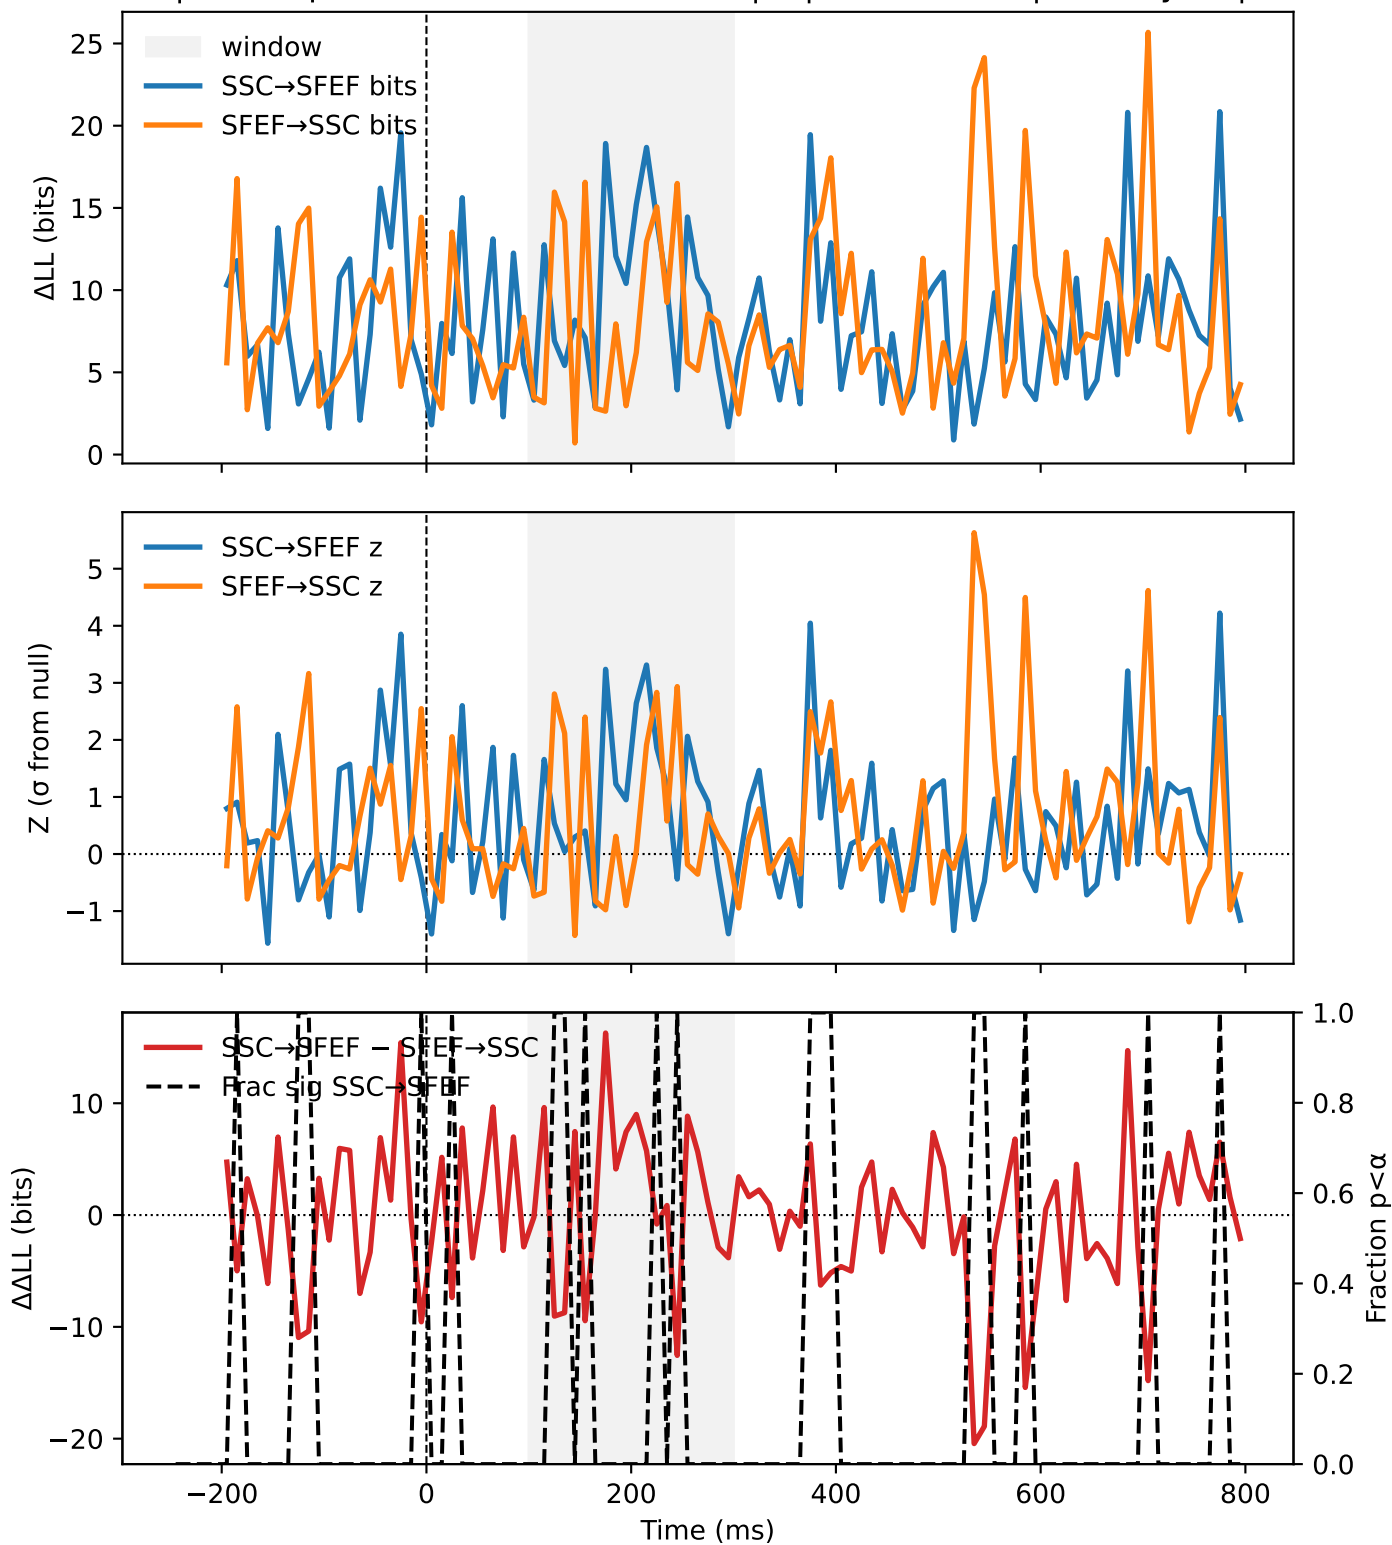 25
20
15
10
5
0
ΔLL (bits)
window
SSC→SFEF bits
SFEF→SSC bits
5
4
3
2
1
0
−1
Z (σ from null)
SSC→SFEF z
SFEF→SSC z
10
0
−10
−20
ΔΔLL (bits)
SSC→SFEF − SFEF→SSC
Frac sig SSC→SFEF
1.0
0.8
0.6
0.4
0.2
0.0
Fraction p<α
−200 0 200 400 600 800
Time (ms)